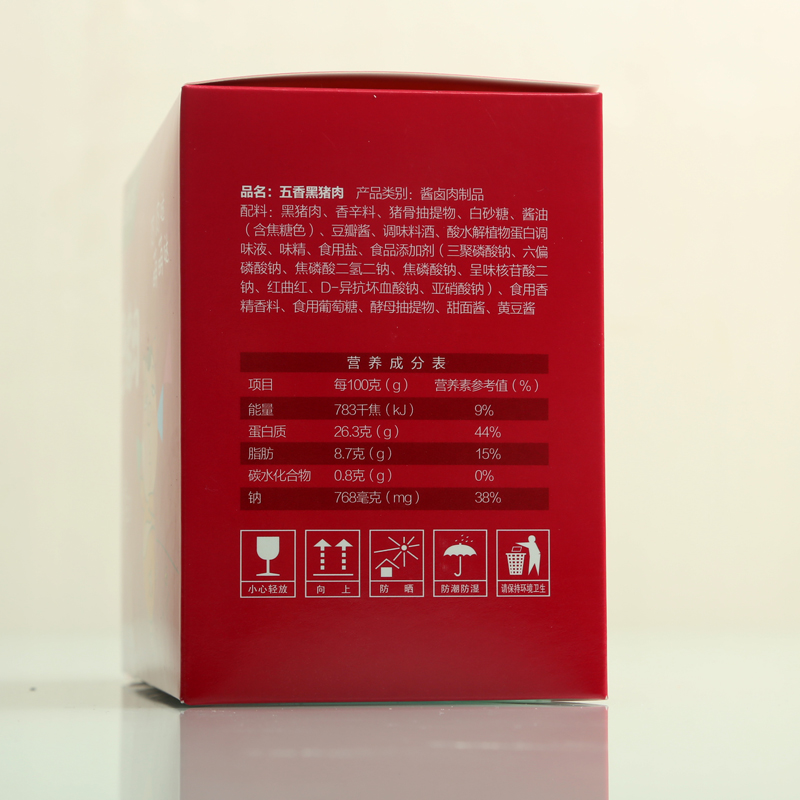 品名：五香黑猪肉 产品类别：酱卤肉制品
配料：黑猪肉、香辛料、猪骨抽提物、白砂糖、酱油
（含焦糖色）、豆瓣酱、调味料酒、酸水解植物蛋白调
味液、味精、食用盐、食品添加剂（三聚磷酸钠、六偏
磷酸钠、焦磷酸二氢二钠、焦磷酸钠、呈味核苷酸二
钠、红曲红、D-异抗坏血酸钠、亚硝酸钠）、食用香
精香料、食用葡萄糖、酵母抽提物、甜面酱、黄豆酱
营养成分表
项目 每100克（g） 营养素参考值（%）
能量 783千焦（kJ） 9%
蛋白质 26.3克（g） 44%
脂肪 8.7克（g） 15%
碳水化合物 0.8克（g） 0%
钠 768毫克（mg） 38%
小心轻放 向上 防晒 防潮防湿 请保持环境卫生